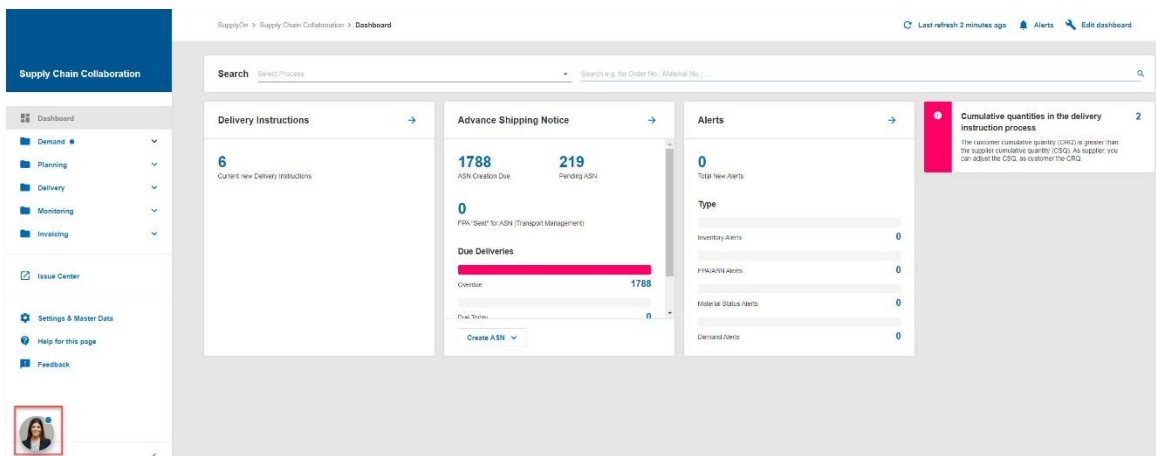 SupplyOn > Supply Chain Collaboration > Dashboard
Last refresh 2 minutes ago
Alerts
Edit dashboard
Supply Chain Collaboration
Dashboard
Demand
Planning
Delivery
Monitoring
Invoicing
Issue Center
Settings & Master Data
Help for this page
Feedback
Search
Select Process
Search e.g. for Order No., Material No., ...
Delivery Instructions
6
Current new Delivery Instructions
Advance Shipping Notice
1788
ASN Creation Due
219
Pending ASN
0
FPA "Sent" for ASN (Transport Management)
Due Deliveries
Overdue 1788
Due Today 0
Create ASN
Alerts
0
Total New Alerts
Type
Inventory Alerts 0
FPA/ASN Alerts 0
Material Status Alerts 0
Demand Alerts 0
Cumulative quantities in the delivery 2
instruction process
The customer cumulative quantity (CRQ) is greater than
the supplier cumulative quantity (CSQ). As supplier, you
can adjust the CSQ, as customer the CRQ.